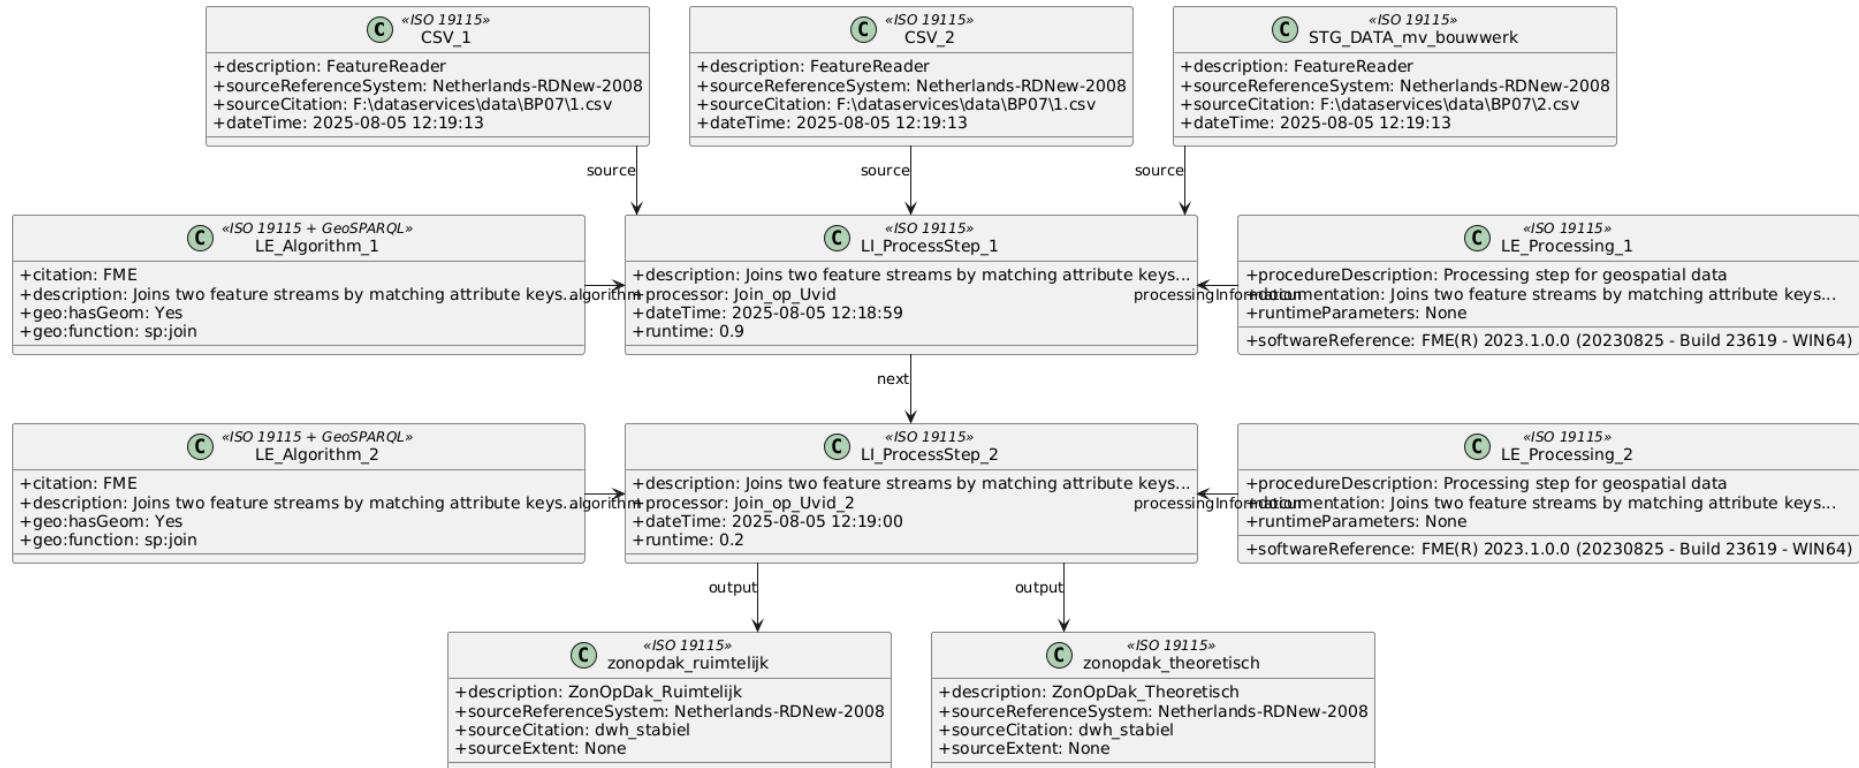 «ISO 19115»
C CSV_1
+description: FeatureReader
+sourceReferenceSystem: Netherlands-RDNew-2008
+sourceCitation: F:\dataservices\data\BP07\1.csv
+dateTime: 2025-08-05 12:19:13
«ISO 19115»
C CSV_2
+description: FeatureReader
+sourceReferenceSystem: Netherlands-RDNew-2008
+sourceCitation: F:\dataservices\data\BP07\1.csv
+dateTime: 2025-08-05 12:19:13
«ISO 19115»
C STG_DATA_mv_bouwwerk
+description: FeatureReader
+sourceReferenceSystem: Netherlands-RDNew-2008
+sourceCitation: F:\dataservices\data\BP07\2.csv
+dateTime: 2025-08-05 12:19:13
source
source
source
«ISO 19115 + GeoSPARQL»
C LE_Algorithm_1
+citation: FME
+description: Joins two feature streams by matching attribute keys...
+geo:hasGeom: Yes
+geo:function: sp:join
algorithm
«ISO 19115»
C LI_ProcessStep_1
+description: Joins two feature streams by matching attribute keys...
+processor: Join_op_Uvid
+dateTime: 2025-08-05 12:18:59
+runtime: 0.9
processingInformation
«ISO 19115»
C LE_Processing_1
+procedureDescription: Processing step for geospatial data
+documentation: Joins two feature streams by matching attribute keys...
+runtimeParameters: None
+softwareReference: FME(R) 2023.1.0.0 (20230825 - Build 23619 - WIN64)
next
«ISO 19115 + GeoSPARQL»
C LE_Algorithm_2
+citation: FME
+description: Joins two feature streams by matching attribute keys...
+geo:hasGeom: Yes
+geo:function: sp:join
algorithm
«ISO 19115»
C LI_ProcessStep_2
+description: Joins two feature streams by matching attribute keys...
+processor: Join_op_Uvid_2
+dateTime: 2025-08-05 12:19:00
+runtime: 0.2
processingInformation
«ISO 19115»
C LE_Processing_2
+procedureDescription: Processing step for geospatial data
+documentation: Joins two feature streams by matching attribute keys...
+runtimeParameters: None
+softwareReference: FME(R) 2023.1.0.0 (20230825 - Build 23619 - WIN64)
output
output
«ISO 19115»
C zonopdak_ruimtelijk
+description: ZonOpDak_Ruimtelijk
+sourceReferenceSystem: Netherlands-RDNew-2008
+sourceCitation: dwh_stabiel
+sourceExtent: None
«ISO 19115»
C zonopdak_theoretisch
+description: ZonOpDak_Theoretisch
+sourceReferenceSystem: Netherlands-RDNew-2008
+sourceCitation: dwh_stabiel
+sourceExtent: None